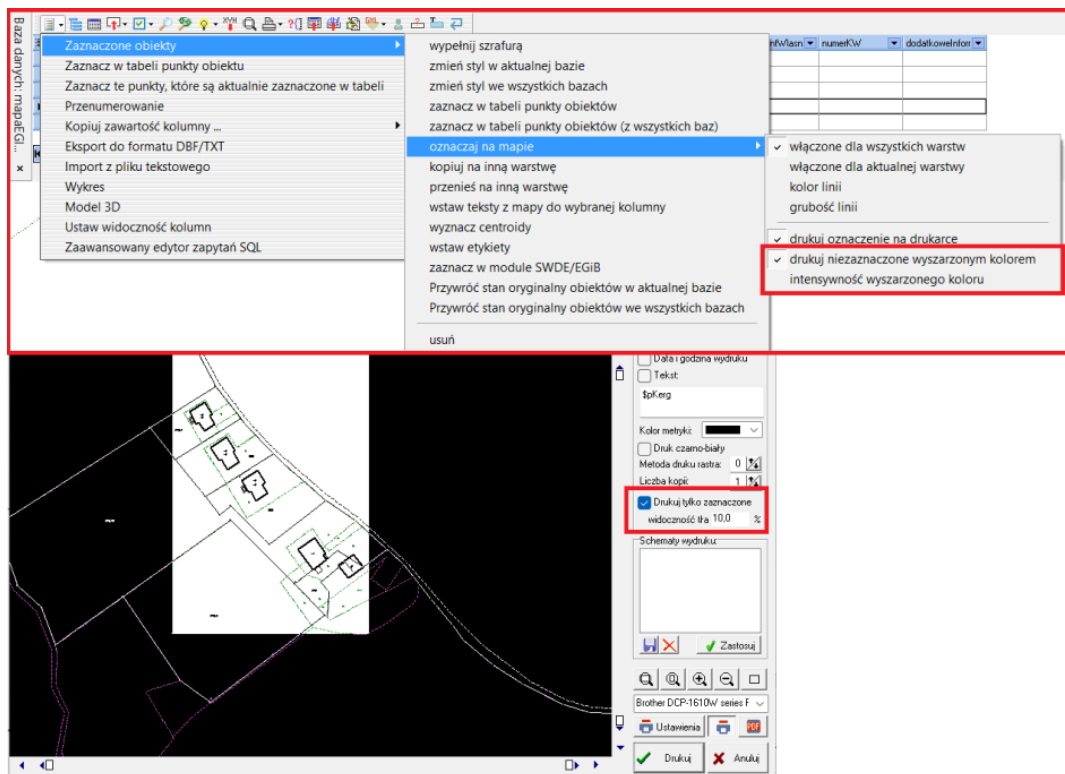 Baza danych: mapaEGI...
Zaznaczone obiekty
Zaznacz w tabeli punkty obiektu
Zaznacz te punkty, które są aktualnie zaznaczone w tabeli
Przenumerowanie
Kopiuj zawartość kolumny ...
Eksport do formatu DBF/TXT
Import z pliku tekstowego
Wykres
Model 3D
Ustaw widoczność kolumn
Zaawansowany edytor zapytań SQL
wypełnij szrafurą
zmień styl w aktualnej bazie
zmień styl we wszystkich bazach
zaznacz w tabeli punkty obiektów
zaznacz w tabeli punkty obiektów (z wszystkich baz)
oznaczaj na mapie
kopiuj na inną warstwę
przenieś na inną warstwę
wstaw teksty z mapy do wybranej kolumny
wyznacz centroidy
wstaw etykiety
zaznacz w module SWDE/EGiB
Przywróć stan oryginalny obiektów w aktualnej bazie
Przywróć stan oryginalny obiektów we wszystkich bazach
usuń
numerKW
dodatkoweInforr
włączone dla wszystkich warstw
włączone dla aktualnej warstwy
kolor linii
grubość linii
drukuj oznaczenie na drukarce
drukuj niezaznaczone wyszarzonym kolorem
intensywność wyszarzonego koloru
Data i godzina wydruku
Tekst:
$pKerg
Kolor metryki:
Druk czarno-biały
Metoda druku rastra: 0
Liczba kopii: 1
Drukuj tylko zaznaczone
widoczność tła 10,0 %
Schematy wydruku:
Zastosuj
Brother DCP-1610W series F
Ustawienia
PDF
Drukuj
Anuluj